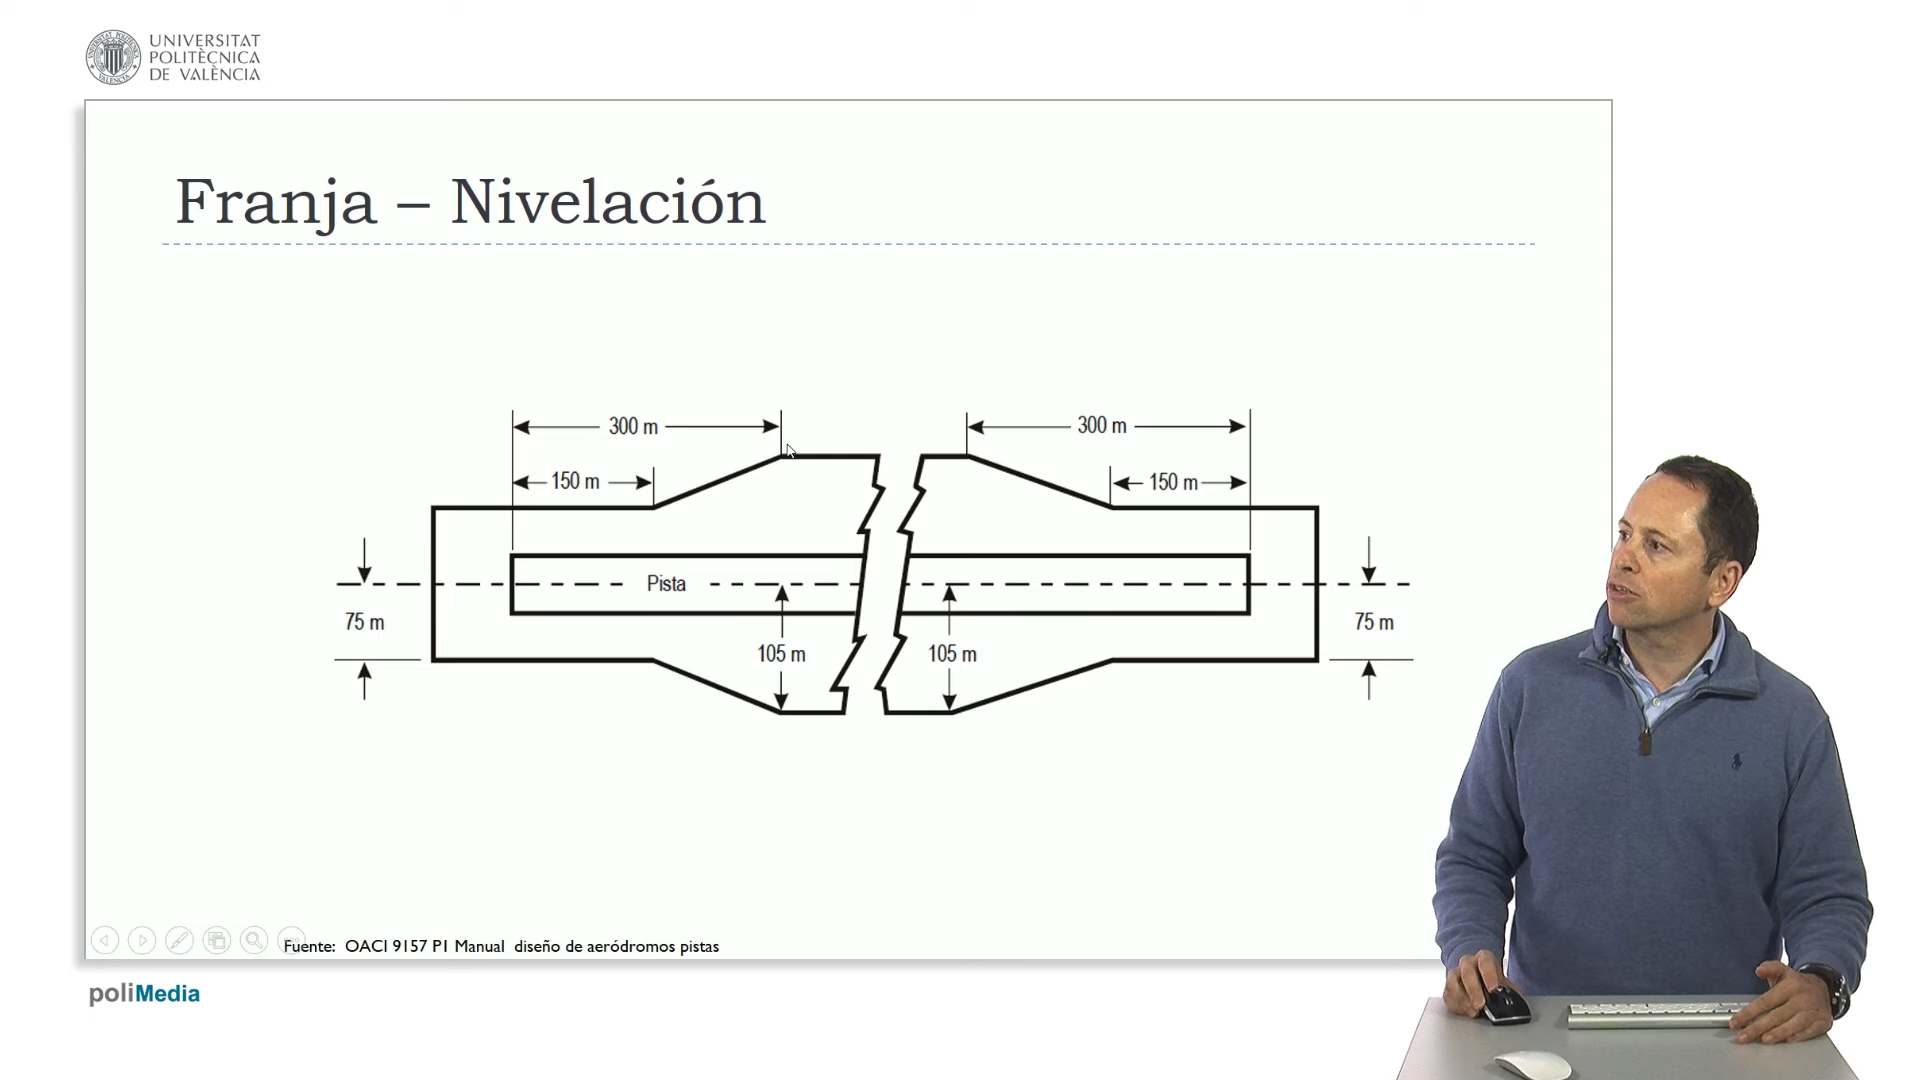 UNIVERSITAT
POLITÈCNICA
DE VALÈNCIA
Franja – Nivelación
300 m
300 m
150 m
150 m
Pista
75 m
75 m
105 m
105 m
Fuente: OACI 9157 P1 Manual diseño de aeródromos pistas
poliMedia